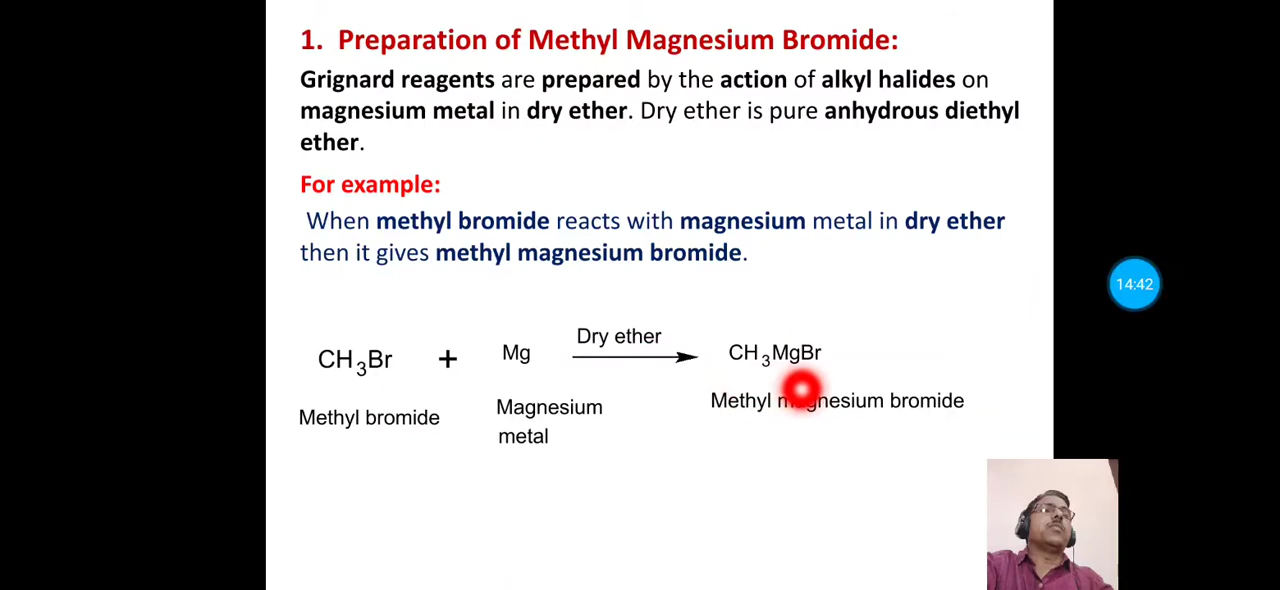 1. Preparation of Methyl Magnesium Bromide:
Grignard reagents are prepared by the action of alkyl halides on
magnesium metal in dry ether. Dry ether is pure anhydrous diethyl
ether.
For example:
When methyl bromide reacts with magnesium metal in dry ether
then it gives methyl magnesium bromide.
14:42
Dry ether
CH3Br + Mg CH3MgBr
Methyl bromide Magnesium Methyl magnesium bromide
metal